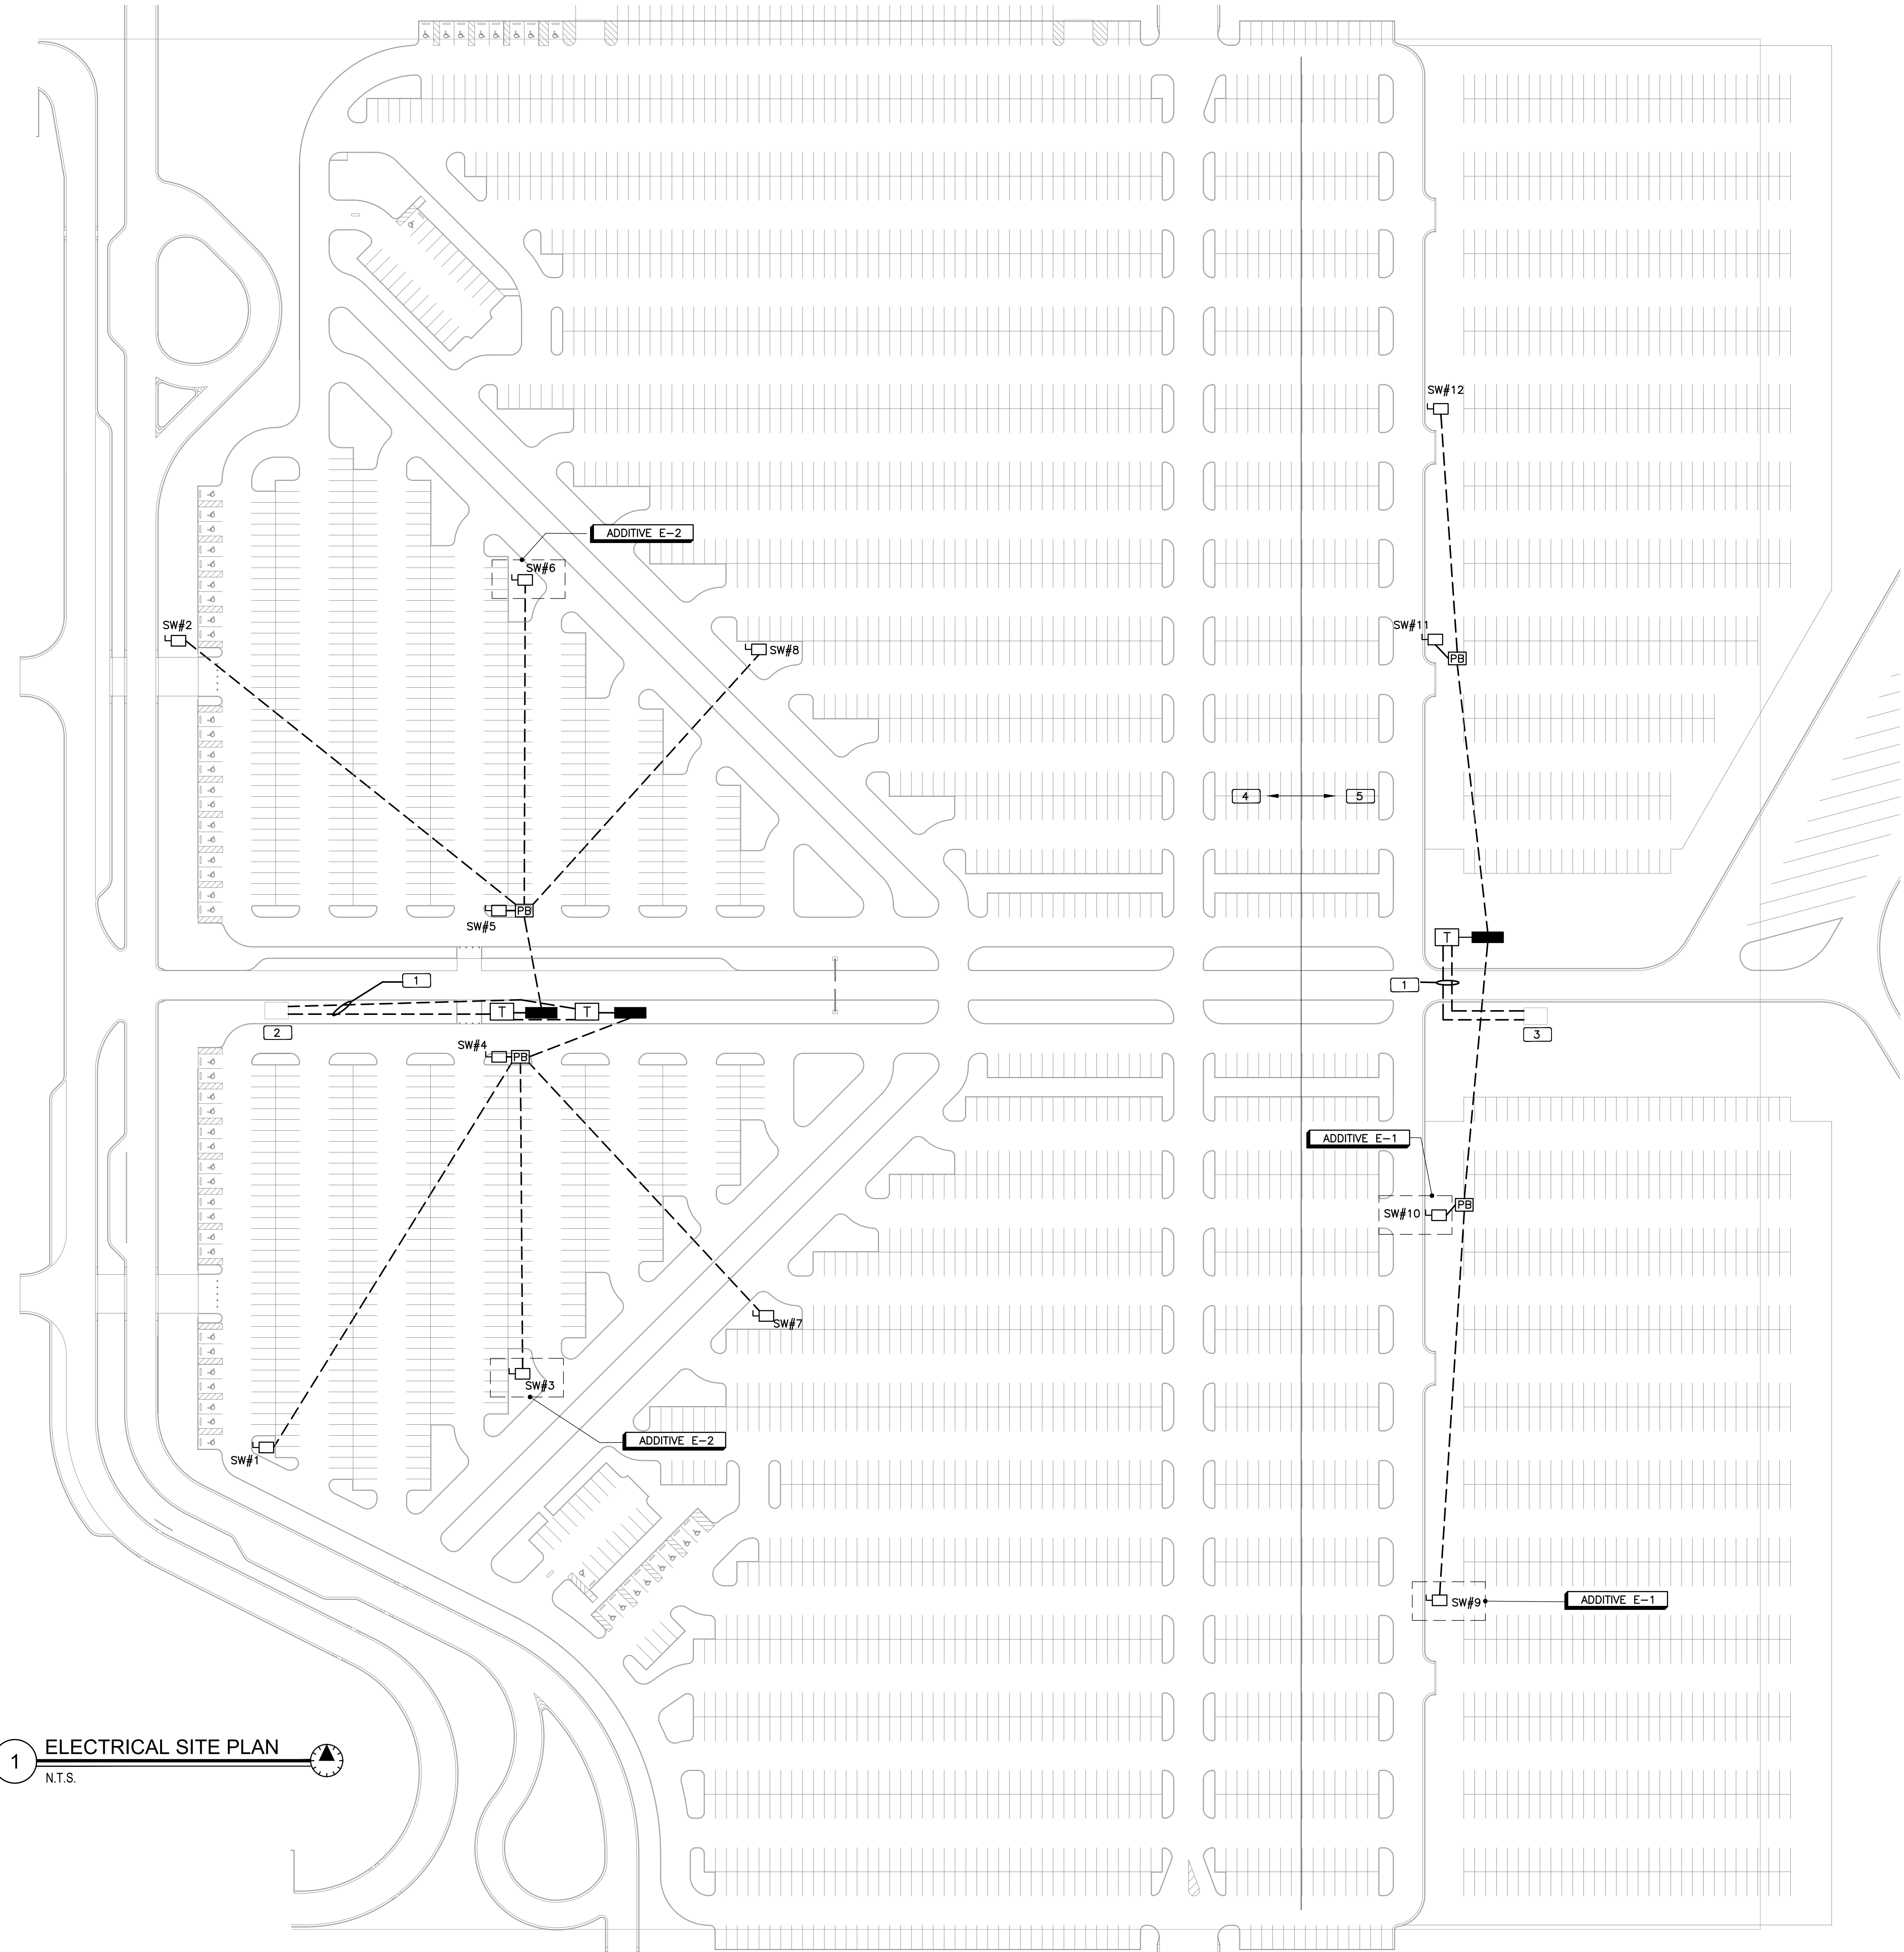 SW#12
ADDITIVE E-2
SW#6
SW#2
SW#11
PB
SW#8
4
5
PB
SW#5
T
1
1
T
T
2
3
SW#4
PB
ADDITIVE E-1
PB
SW#10
SW#7
SW#3
ADDITIVE E-2
SW#1
ADDITIVE E-1
SW#9
1
ELECTRICAL SITE PLAN
N.T.S.